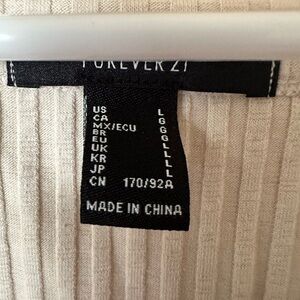 FOREVER 21
US L
CA G
MX/ECU G
BR G
EU L
UK L
KR L
JP L
CN 170/92A
MADE IN CHINA